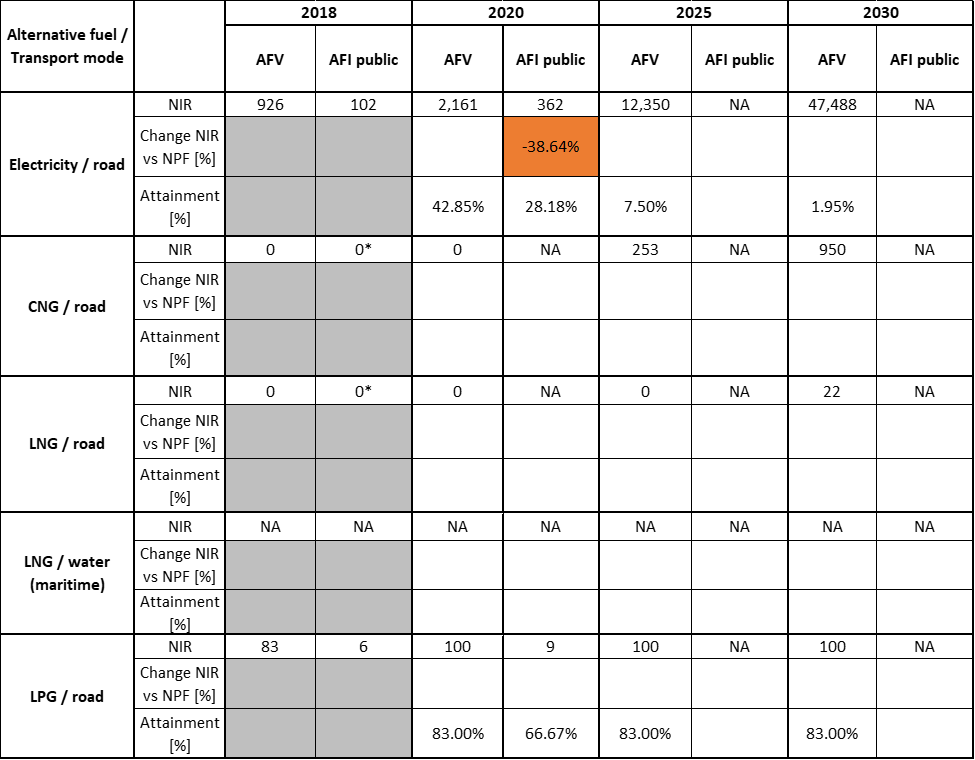 Alternative fuel / Transport mode 2018 2020 2025 2030
AFV AFI public AFV AFI public AFV AFI public AFV AFI public
Electricity / road
NIR 926 102 2,161 362 12,350 NA 47,488 NA
Change NIR vs NPF [%] -38.64%
Attainment [%] 42.85% 28.18% 7.50% 1.95%
CNG / road
NIR 0 0* 0 NA 253 NA 950 NA
Change NIR vs NPF [%]
Attainment [%]
LNG / road
NIR 0 0* 0 NA 0 NA 22 NA
Change NIR vs NPF [%]
Attainment [%]
LNG / water (maritime)
NIR NA NA NA NA NA NA NA NA
Change NIR vs NPF [%]
Attainment [%]
LPG / road
NIR 83 6 100 9 100 NA 100 NA
Change NIR vs NPF [%]
Attainment [%] 83.00% 66.67% 83.00% 83.00%